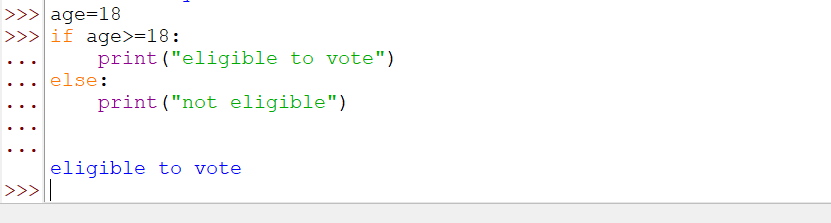 >>> age=18
>>> if age>=18:
...     print("eligible to vote")
... else:
...     print("not eligible")
...
...
    eligible to vote
>>>